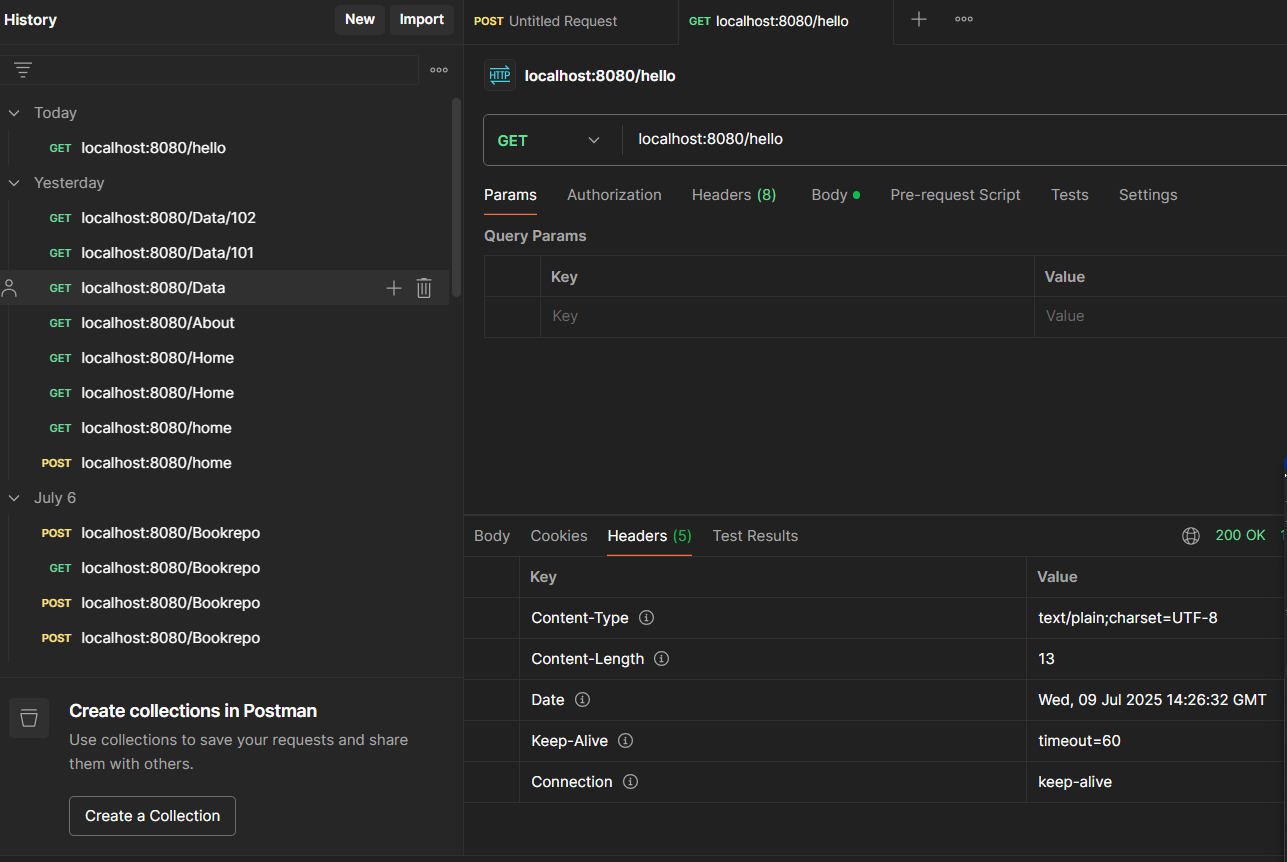 History
New
Import
Today
GET localhost:8080/hello
Yesterday
GET localhost:8080/Data/102
GET localhost:8080/Data/101
GET localhost:8080/Data
GET localhost:8080/About
GET localhost:8080/Home
GET localhost:8080/Home
GET localhost:8080/home
POST localhost:8080/home
July 6
POST localhost:8080/Bookrepo
GET localhost:8080/Bookrepo
POST localhost:8080/Bookrepo
POST localhost:8080/Bookrepo
Create collections in Postman
Use collections to save your requests and share
them with others.
Create a Collection
POST Untitled Request
GET localhost:8080/hello
HTTP localhost:8080/hello
GET localhost:8080/hello
Params Authorization Headers (8) Body Pre-request Script Tests Settings
Query Params
Key Value
Key Value
Body Cookies Headers (5) Test Results 200 OK
Key Value
Content-Type text/plain;charset=UTF-8
Content-Length 13
Date Wed, 09 Jul 2025 14:26:32 GMT
Keep-Alive timeout=60
Connection keep-alive